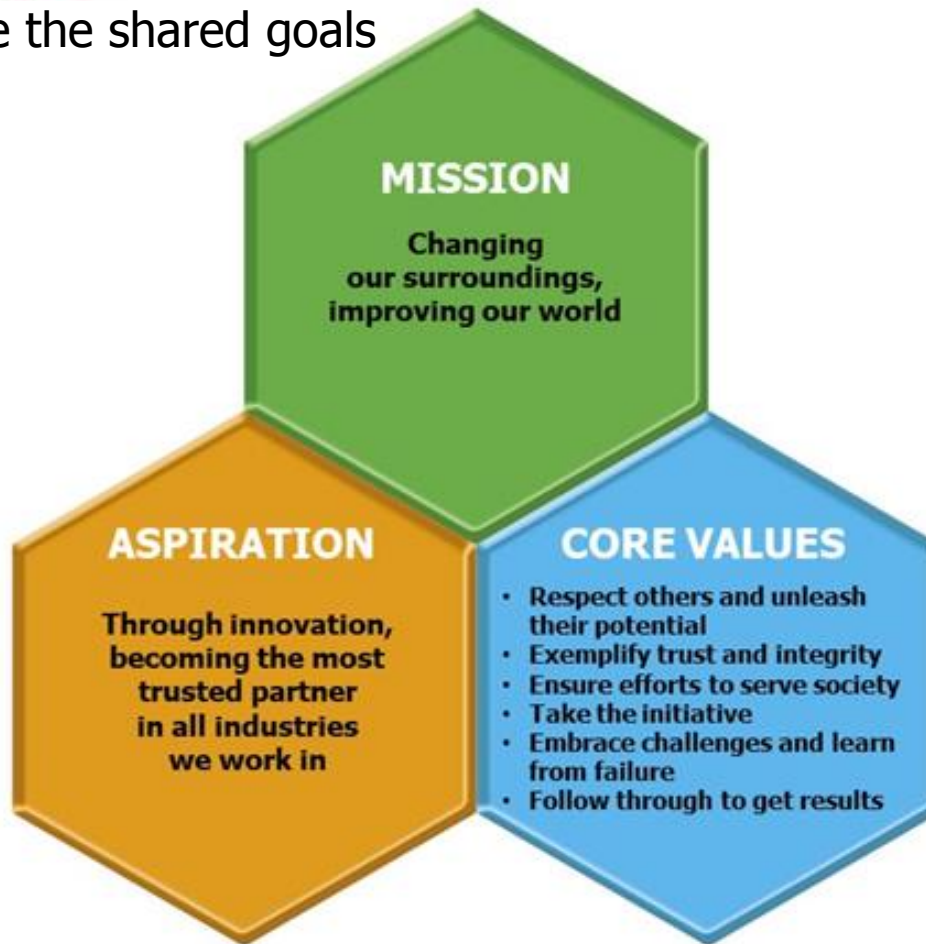 the shared goals
MISSION
Changing
our surroundings,
improving our world
ASPIRATION
Through innovation,
becoming the most
trusted partner
in all industries
we work in
CORE VALUES
• Respect others and unleash
their potential
• Exemplify trust and integrity
• Ensure efforts to serve society
• Take the initiative
• Embrace challenges and learn
from failure
• Follow through to get results